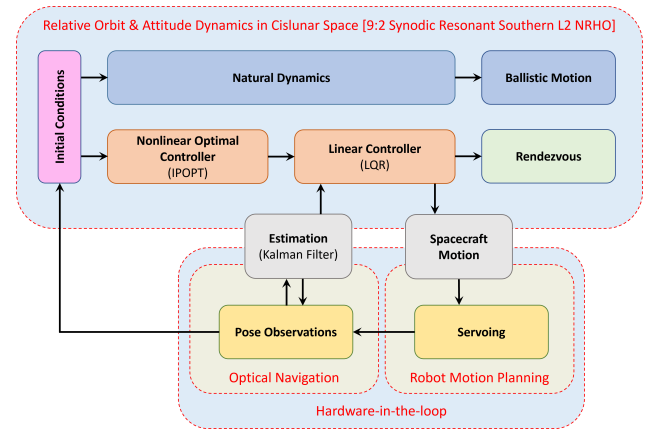 Relative Orbit & Attitude Dynamics in Cislunar Space [9:2 Synodic Resonant Southern L2 NRHO]
Initial Conditions
Natural Dynamics
Ballistic Motion
Nonlinear Optimal
Controller
(IPOPT)
Linear Controller
(LQR)
Rendezvous
Estimation
(Kalman Filter)
Spacecraft
Motion
Pose Observations
Servoing
Optical Navigation
Robot Motion Planning
Hardware-in-the-loop